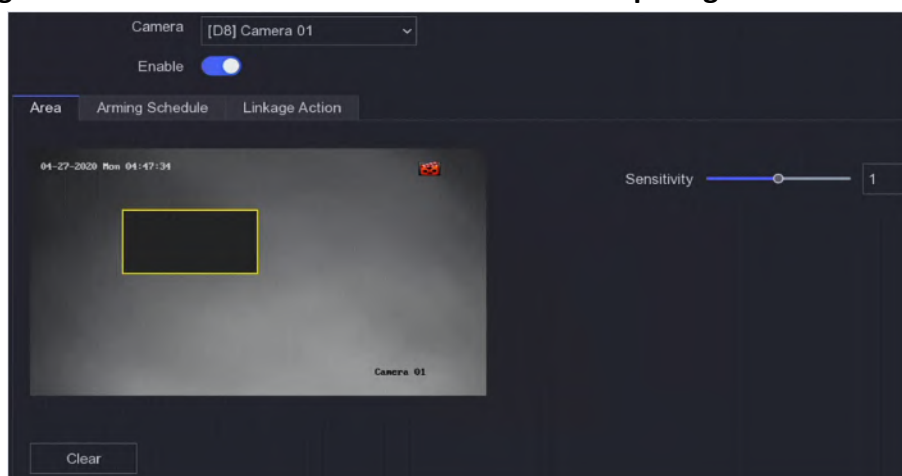 Camera [D8] Camera 01
Enable
Area Arming Schedule Linkage Action
04-27-2020 Mon 04:47:34
Sensitivity 1
Camera 01
Clear